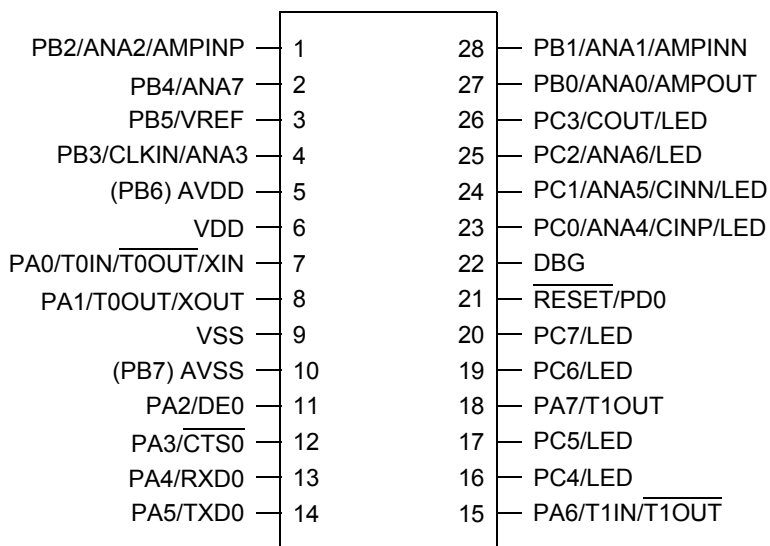 PB2/ANA2/AMPINP 1 28 PB1/ANA1/AMPINN
PB4/ANA7 2 27 PB0/ANA0/AMPOUT
PB5/VREF 3 26 PC3/COUT/LED
PB3/CLKIN/ANA3 4 25 PC2/ANA6/LED
(PB6) AVDD 5 24 PC1/ANA5/CINN/LED
VDD 6 23 PC0/ANA4/CINP/LED
PA0/T0IN/T0OUT/XIN 7 22 DBG
PA1/T0OUT/XOUT 8 21 RESET/PD0
VSS 9 20 PC7/LED
(PB7) AVSS 10 19 PC6/LED
PA2/DE0 11 18 PA7/T1OUT
PA3/CTS0 12 17 PC5/LED
PA4/RXD0 13 16 PC4/LED
PA5/TXD0 14 15 PA6/T1IN/T1OUT